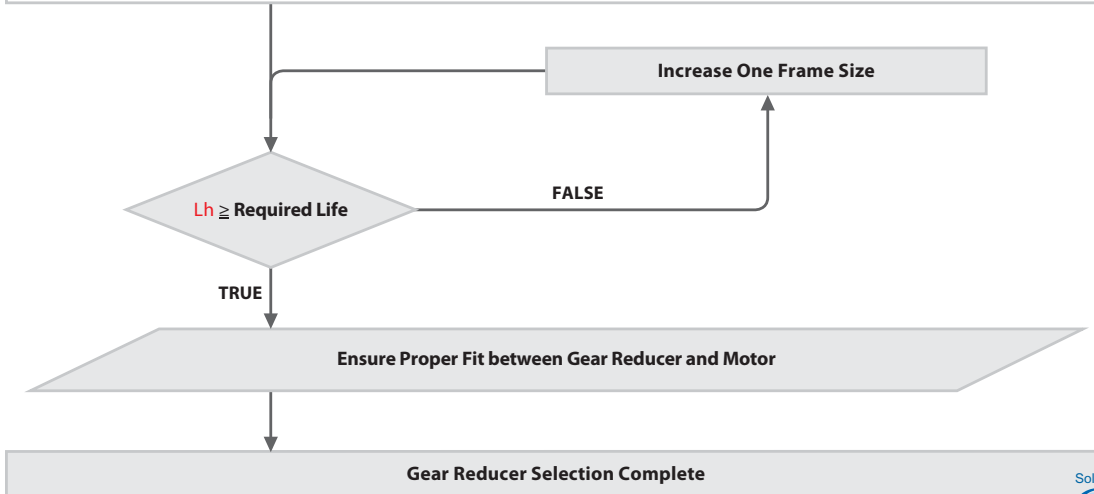 Increase One Frame Size
FALSE
Lh ≧ Required Life
TRUE
Ensure Proper Fit between Gear Reducer and Motor
Gear Reducer Selection Complete
Sol